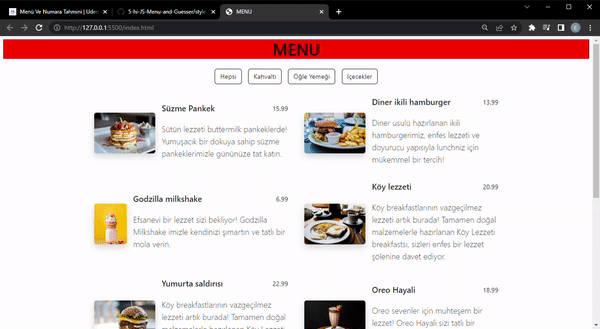 Menü Ve Numara Tahmini | Uder
5-hi-JS-Menu-and-Guesser/style
MENU
http://127.0.0.1:5500/index.html
MENU
Hepsi
Kahvaltı
Öğle Yemeği
İçecekler
Süzme Pankek 15.99
Sütün lezzeti buttermilk pankeklerde!
Yumuşacık bir dokuya sahip süzme
pankeklerimizle gününüze tat katın.
Diner ikili hamburger 13.99
Diner usulü hazırlanan ikili
hamburgerimiz, enfes lezzeti ve
doyurucu yapısıyla lunchniz için
mükemmel bir tercih!
Godzilla milkshake 6.99
Efsanevi bir lezzet sizi bekliyor! Godzilla
Milkshake imizle kendinizi şımartın ve tatlı bir
mola verin.
Köy lezzeti 20.99
Köy breakfastlarının vazgeçilmez
lezzeti artık burada! Tamamen doğal
malzemelerle hazırlanan Köy Lezzeti
breakfastsı, sizleri enfes bir lezzet
şölenine davet ediyor.
Yumurta saldırısı 22.99
Köy breakfastlarının vazgeçilmez
lezzeti artık burada! Tamamen doğal
Oreo Hayali 18.99
Oreo sevenler için muhteşem bir
lezzet! Oreo Hayali sizi tatlı bir